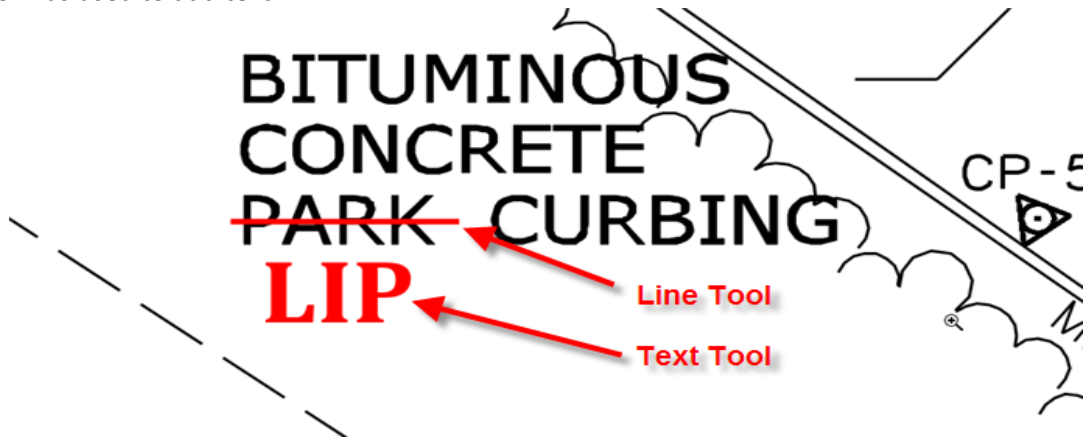 BITUMINOUS
CONCRETE
PARK CURBING
LIP
Line Tool
Text Tool
CP-5